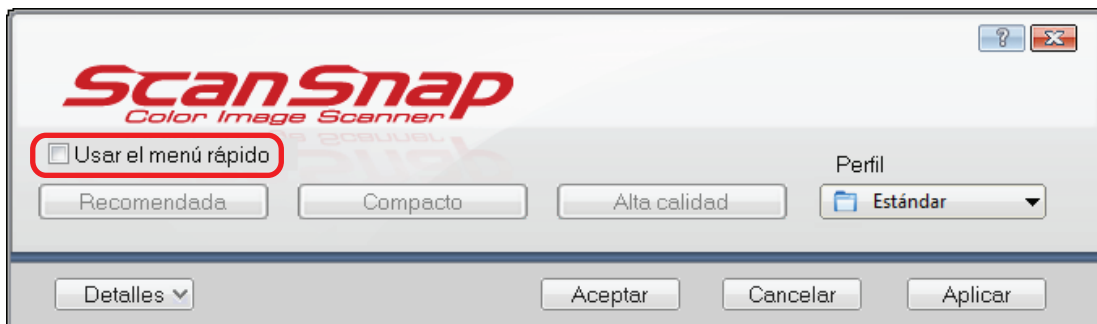 ScanSnap
Color Image Scanner
Usar el menú rápido
Perfil
Recomendada Compacto Alta calidad Estándar
Detalles Aceptar Cancelar Aplicar